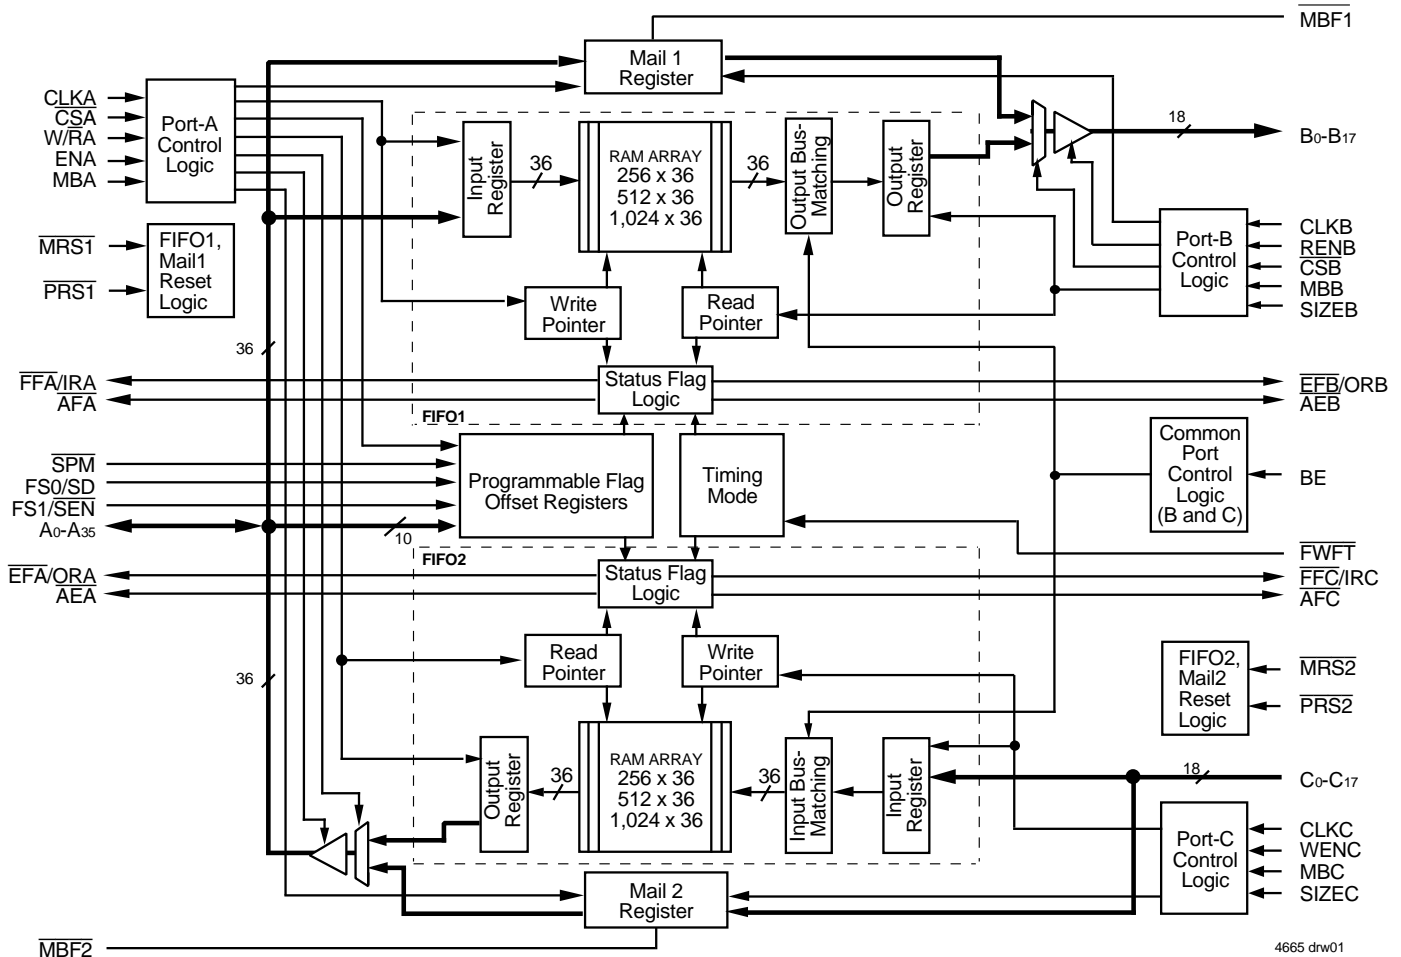 MBF1
Mail 1
Register
CLKA
CSA
W/RA
ENA
MBA
Port-A
Control
Logic
18
B0-B17
Input
Register
36
RAM ARRAY
256 x 36
512 x 36
1,024 x 36
36
Output Bus-
Matching
Output
Register
MRS1
PRS1
FIFO1,
Mail1
Reset
Logic
Port-B
Control
Logic
CLKB
RENB
CSB
MBB
SIZEB
Write
Pointer
Read
Pointer
36
FFA/IRA
AFA
Status Flag
Logic
EFB/ORB
AEB
FIFO1
SPM
FS0/SD
FS1/SEN
A0-A35
10
Programmable Flag
Offset Registers
Timing
Mode
Common
Port
Control
Logic
(B and C)
BE
FWFT
FIFO2
EFA/ORA
AEA
Status Flag
Logic
FFC/IRC
AFC
Read
Pointer
Write
Pointer
36
FIFO2,
Mail2
Reset
Logic
MRS2
PRS2
Output
Register
36
RAM ARRAY
256 x 36
512 x 36
1,024 x 36
36
Input Bus-
Matching
Input
Register
18
C0-C17
Port-C
Control
Logic
CLKC
WENC
MBC
SIZEC
Mail 2
Register
MBF2
4665 drw01